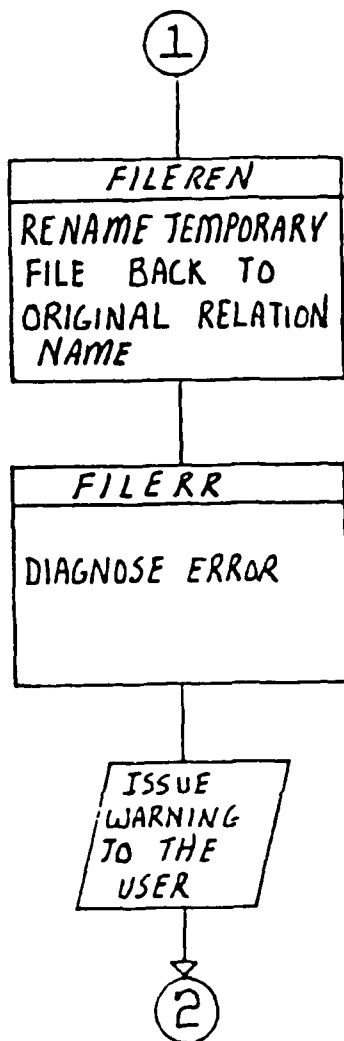 1
FILEREN
RENAME TEMPORARY
FILE BACK TO
ORIGINAL RELATION
NAME
FILERR
DIAGNOSE ERROR
ISSUE
WARNING
TO THE
USER
2